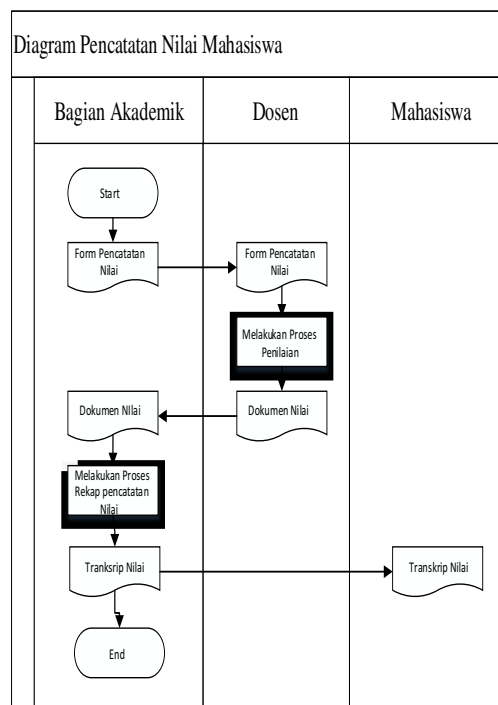 Diagram Pencatatan Nilai Mahasiswa
Bagian Akademik
Dosen
Mahasiswa
Start
Form Pencatatan
Nilai
Form Pencatatan
Nilai
Melakukan Proses
Penilaian
Dokumen NIlai
Dokumen Nilai
Melakukan Proses
Rekap pencatatan
Nilai
Tranksrip Nilai
Transkrip Nilai
End